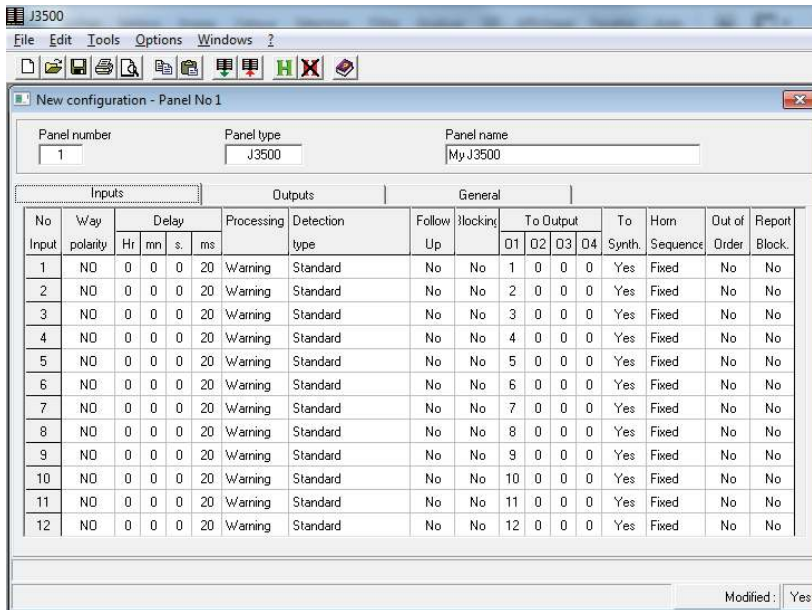 J3500
File Edit Tools Options Windows ?
New configuration - Panel No 1
Panel number Panel type Panel name
1 J3500 My J3500
Inputs Outputs General
No Way Delay Processing Detection Follow Blocking To Output To Horn Out of Report
Input polarity Hr mn s. ms type Up O1 O2 O3 O4 Synth. Sequence Order Block.
1 NO 0 0 0 20 Warning Standard No No 1 0 0 0 Yes Fixed No No
2 NO 0 0 0 20 Warning Standard No No 2 0 0 0 Yes Fixed No No
3 NO 0 0 0 20 Warning Standard No No 3 0 0 0 Yes Fixed No No
4 NO 0 0 0 20 Warning Standard No No 4 0 0 0 Yes Fixed No No
5 NO 0 0 0 20 Warning Standard No No 5 0 0 0 Yes Fixed No No
6 NO 0 0 0 20 Warning Standard No No 6 0 0 0 Yes Fixed No No
7 NO 0 0 0 20 Warning Standard No No 7 0 0 0 Yes Fixed No No
8 NO 0 0 0 20 Warning Standard No No 8 0 0 0 Yes Fixed No No
9 NO 0 0 0 20 Warning Standard No No 9 0 0 0 Yes Fixed No No
10 NO 0 0 0 20 Warning Standard No No 10 0 0 0 Yes Fixed No No
11 NO 0 0 0 20 Warning Standard No No 11 0 0 0 Yes Fixed No No
12 NO 0 0 0 20 Warning Standard No No 12 0 0 0 Yes Fixed No No
Modified : Yes